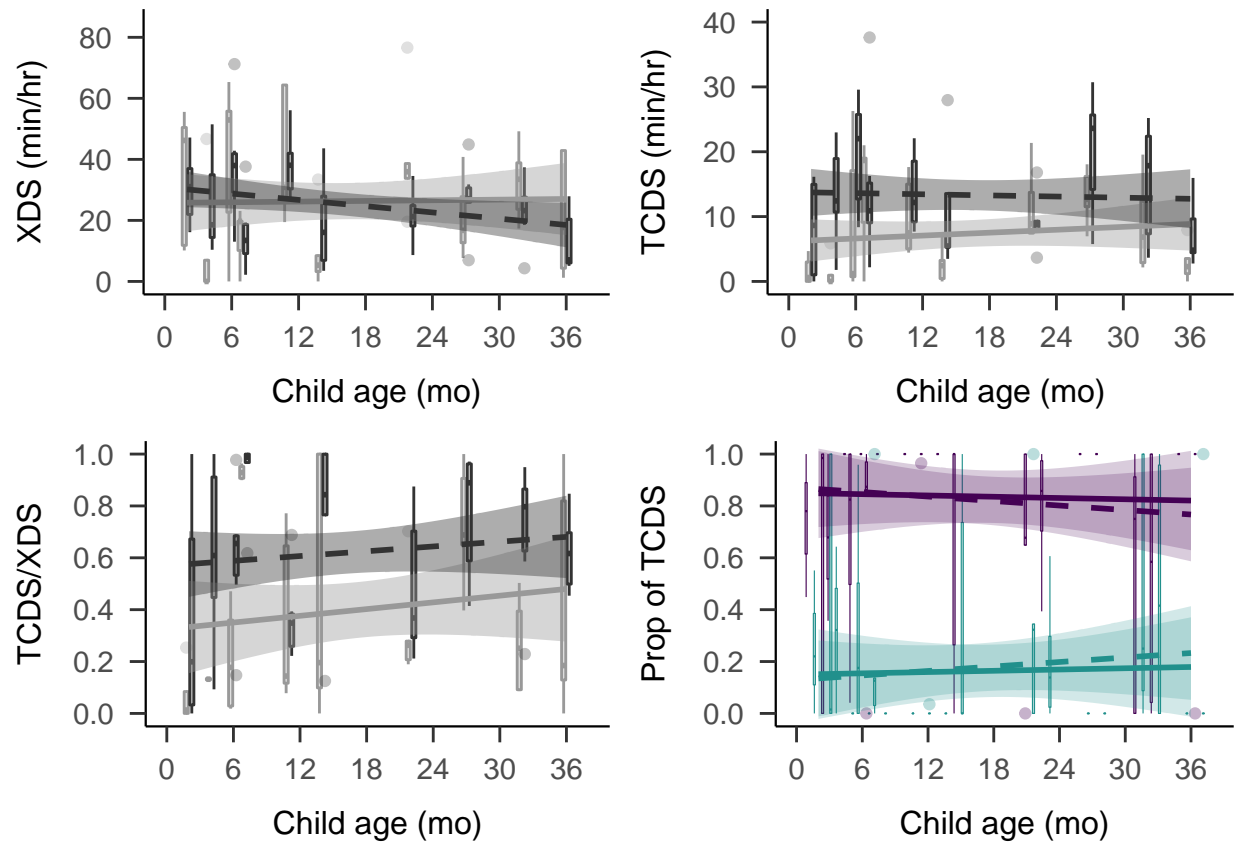 XDS (min/hr)
80
60
40
20
0
0 6 12 18 24 30 36
Child age (mo)
TCDS (min/hr)
40
30
20
10
0
0 6 12 18 24 30 36
Child age (mo)
TCDS/XDS
1.0
0.8
0.6
0.4
0.2
0.0
0 6 12 18 24 30 36
Child age (mo)
Prop of TCDS
1.0
0.8
0.6
0.4
0.2
0.0
0 6 12 18 24 30 36
Child age (mo)